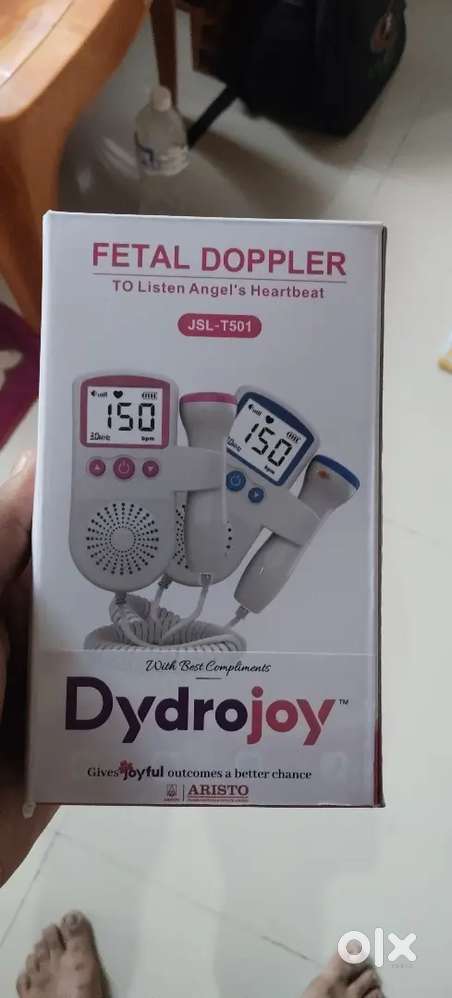 FETAL DOPPLER
TO Listen Angel's Heartbeat
JSL-T501
150
bpm
150
bpm
With Best Compliments
Dydrojoy™
Gives joyful outcomes a better chance
ARISTO
olx